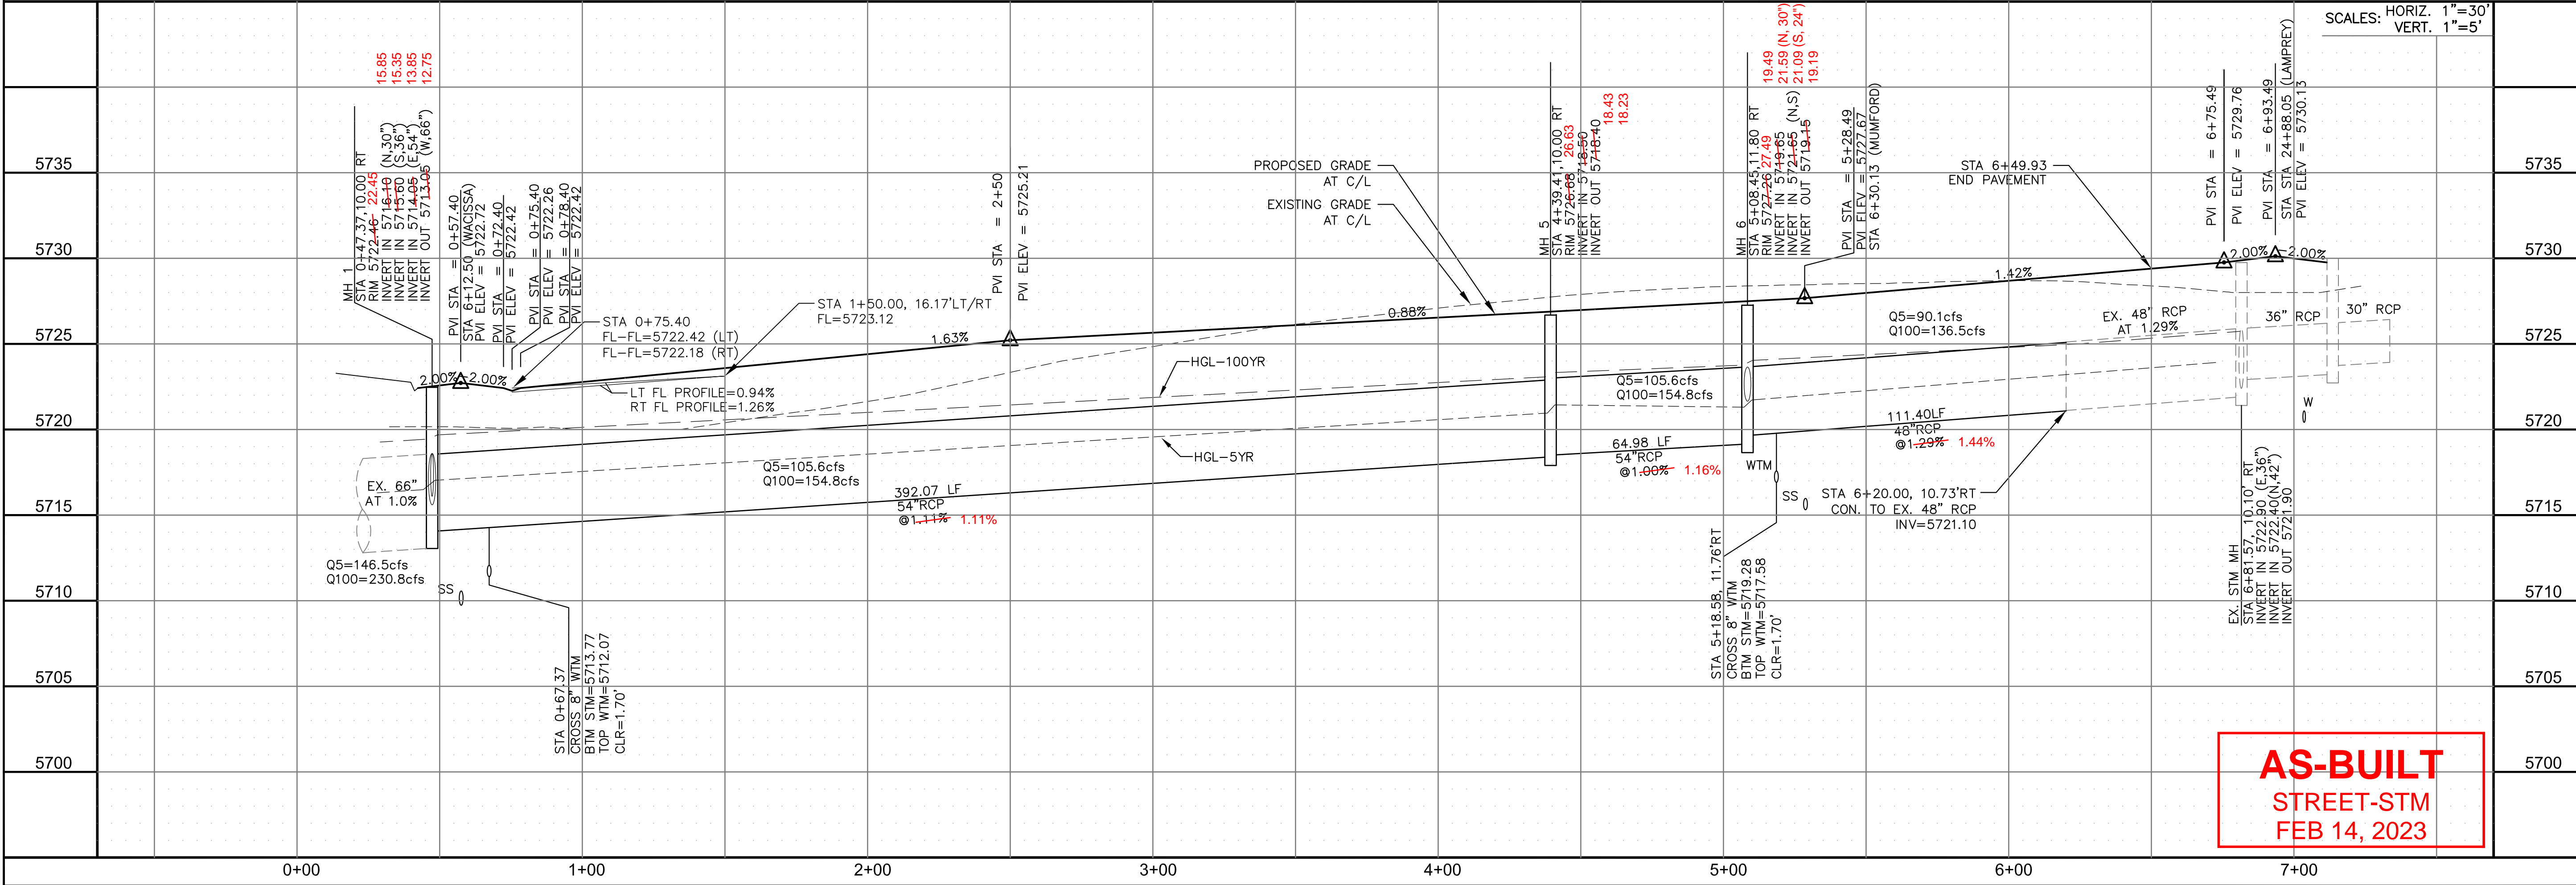 SCALES: HORIZ. 1"=30'
VERT. 1"=5'
15.85
15.35
13.85
12.75
MH 1
STA 0+47.37,10.00 RT
RIM 5722.46 22.45
INVERT IN 5716.10 (N,30")
INVERT IN 5715.60 (S,36")
INVERT IN 5714.05 (E,54")
INVERT OUT 5713.05 (W,66")
PVI STA = 0+57.40
STA 6+12.50 (WACISSA)
PVI ELEV = 5722.72
PVI STA = 0+72.40
PVI ELEV = 5722.42
PVI STA = 0+75.40
PVI ELEV = 5722.26
PVI STA = 0+78.40
PVI ELEV = 5722.42
STA 0+75.40
FL-FL=5722.42 (LT)
FL-FL=5722.18 (RT)
STA 1+50.00, 16.17'LT/RT
FL=5723.12
PVI STA = 2+50
PVI ELEV = 5725.21
PROPOSED GRADE
AT C/L
EXISTING GRADE
AT C/L
MH 5
STA 4+39.41,10.00 RT
RIM 5726.68 26.63
INVERT IN 5718.50
INVERT OUT 5718.40
18.43
18.23
MH 6
STA 5+08.45,11.80 RT
RIM 5727.26 27.49
INVERT IN 5719.65
INVERT IN 5721.65 (N,S)
INVERT OUT 5719.15
19.49
21.59 (N, 30")
21.09 (S, 24")
19.19
PVI STA = 5+28.49
PVI ELEV = 5727.67
STA 6+30.13 (MUMFORD)
STA 6+49.93
END PAVEMENT
PVI STA = 6+75.49
PVI ELEV = 5729.76
PVI STA = 6+93.49
STA 24+88.05 (LAMPREY)
PVI ELEV = 5730.13
5735
5735
5730
5730
5725
5725
5720
5720
5715
5715
5710
5710
5705
5705
5700
5700
2.00%
-2.00%
1.63%
0.88%
1.42%
2.00%
-2.00%
LT FL PROFILE=0.94%
RT FL PROFILE=1.26%
HGL-100YR
HGL-5YR
EX. 66"
AT 1.0%
Q5=146.5cfs
Q100=230.8cfs
SS
Q5=105.6cfs
Q100=154.8cfs
392.07 LF
54"RCP
@1.11% 1.11%
Q5=105.6cfs
Q100=154.8cfs
64.98 LF
54"RCP
@1.00% 1.16%
WTM
SS
Q5=90.1cfs
Q100=136.5cfs
111.40LF
48"RCP
@1.29% 1.44%
EX. 48' RCP
AT 1.29%
36" RCP
30" RCP
W
STA 6+20.00, 10.73'RT
CON. TO EX. 48" RCP
INV=5721.10
STA 0+67.37
CROSS 8" WTM
BTM STM=5713.77
TOP WTM=5712.07
CLR=1.70'
STA 5+18.58, 11.76'RT
CROSS 8" WTM
BTM STM=5719.28
TOP WTM=5717.58
CLR=1.70'
EX. STM MH
STA 6+81.57, 10.10' RT
INVERT IN 5722.90 (E,36")
INVERT IN 5722.40(N,42")
INVERT OUT 5721.90
AS-BUILT
STREET-STM
FEB 14, 2023
0+00
1+00
2+00
3+00
4+00
5+00
6+00
7+00